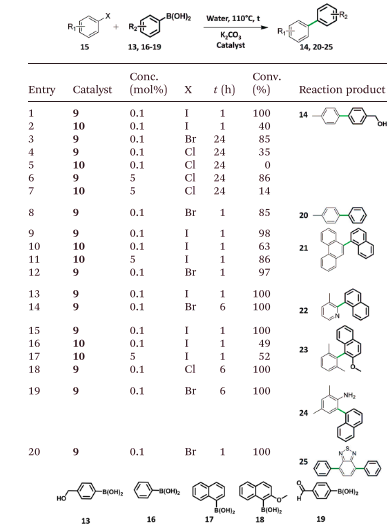 X B(OH)₂ Water, 110°C, t R₂
R₁ + R₂ K₂CO₃ R₁
15 13, 16-19 Catalyst 14, 20-25
Conc. Conv.
Entry Catalyst (mol%) X t (h) (%) Reaction product
1 9 0.1 I 1 100 14
OH
2 10 0.1 I 1 40
3 9 0.1 Br 24 85
4 9 0.1 Cl 24 35
5 10 0.1 Cl 24 0
6 9 5 Cl 24 86
7 10 5 Cl 24 14
8 9 0.1 Br 1 85 20
9 9 0.1 I 1 98 21
10 10 0.1 I 1 63
11 10 5 I 1 86
12 9 0.1 Br 1 97
13 9 0.1 I 1 100
14 9 0.1 Br 6 100 22
N
15 9 0.1 I 1 100
16 10 0.1 I 1 49 23
17 10 5 I 1 52
18 9 0.1 Cl 6 100
O
19 9 0.1 Br 6 100
NH₂
24
20 9 0.1 Br 1 100 25
N S N
HO B(OH)₂ B(OH)₂ B(OH)₂ O B(OH)₂ O B(OH)₂
13 16 17 18 19